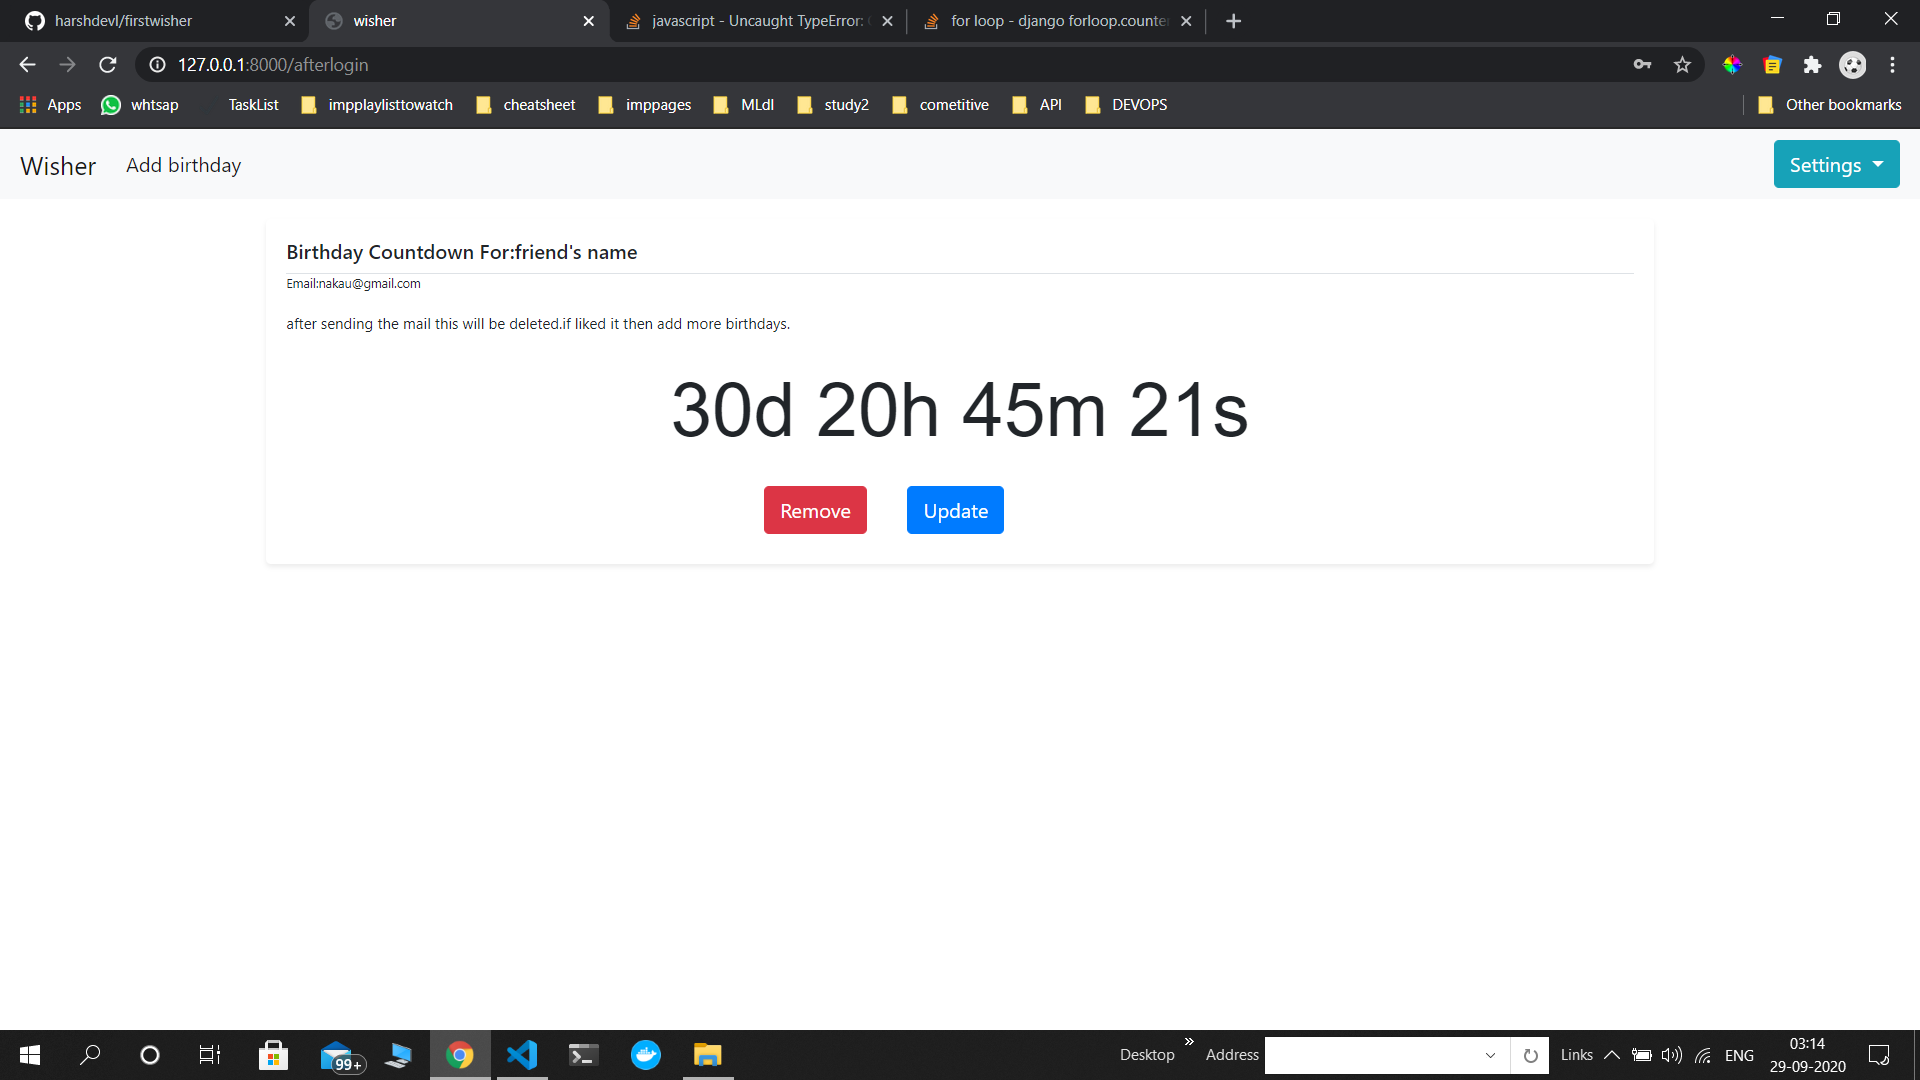 harshdevl/firstwisher
wisher
javascript - Uncaught TypeError:
for loop - django forloop.counte
127.0.0.1:8000/afterlogin
Apps whtsap TaskList impplaylisttowatch cheatsheet imppages MLdl study2 cometitive API DEVOPS Other bookmarks
Wisher Add birthday Settings
Birthday Countdown For:friend's name
Email:nakau@gmail.com
after sending the mail this will be deleted.if liked it then add more birthdays.
30d 20h 45m 21s
Remove Update
99+
Desktop » Address Links ENG
03:14
29-09-2020